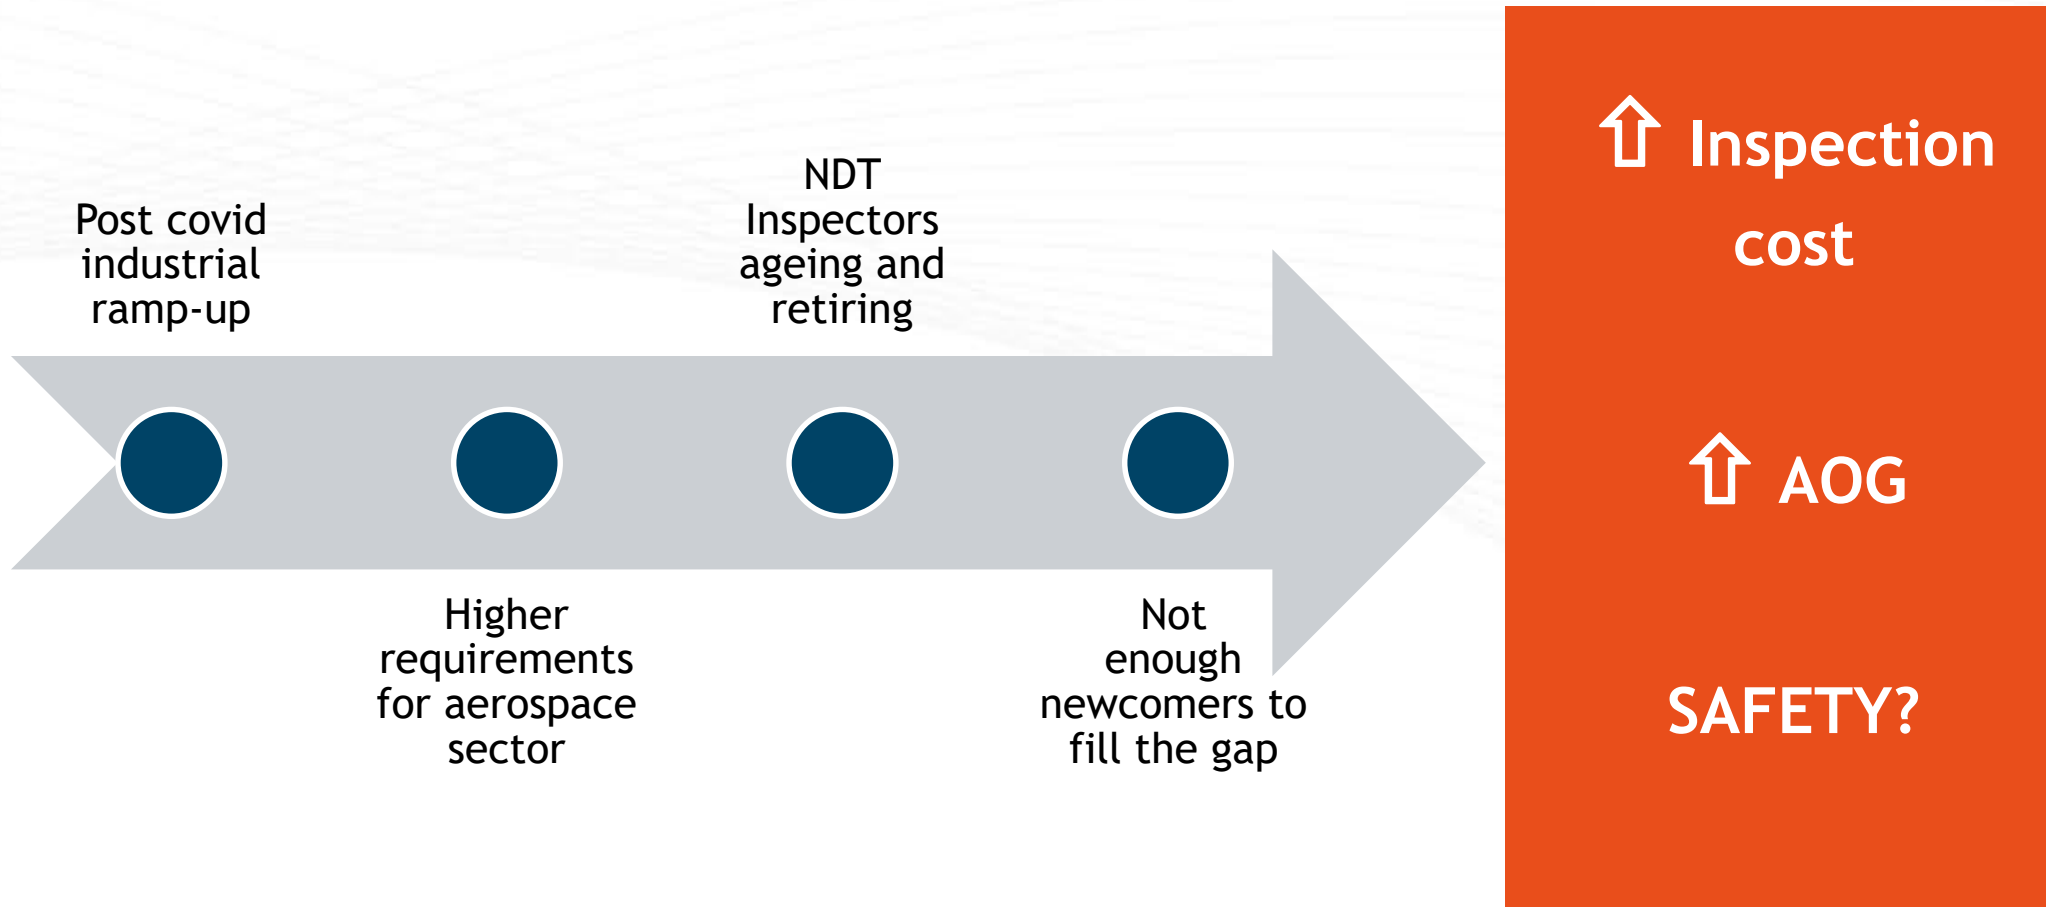 Post covid
industrial
ramp-up
Higher
requirements
for aerospace
sector
NDT
Inspectors
ageing and
retiring
Not
enough
newcomers to
fill the gap
⇧ Inspection
cost
⇧ AOG
SAFETY?